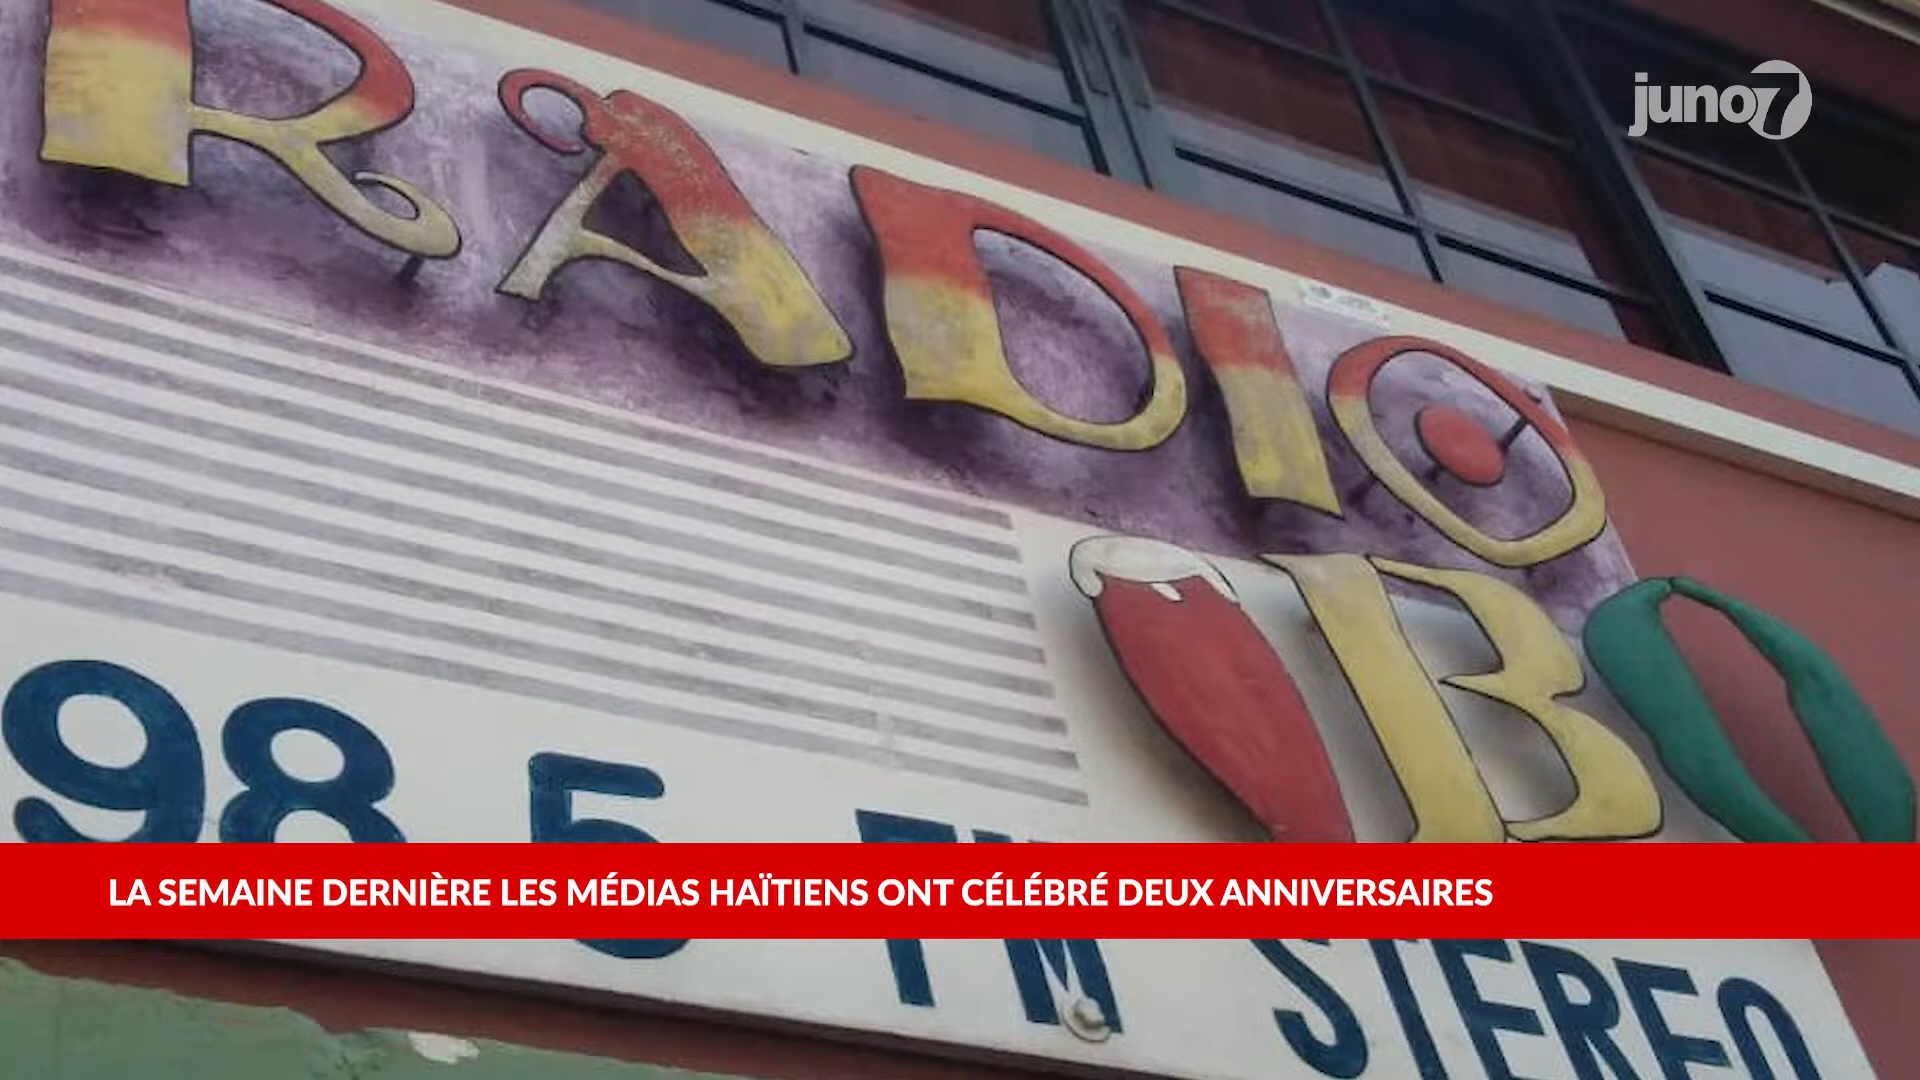 juno7
RADIO
IBO
98.5 FM STEREO
LA SEMAINE DERNIÈRE LES MÉDIAS HAÏTIENS ONT CÉLÉBRÉ DEUX ANNIVERSAIRES